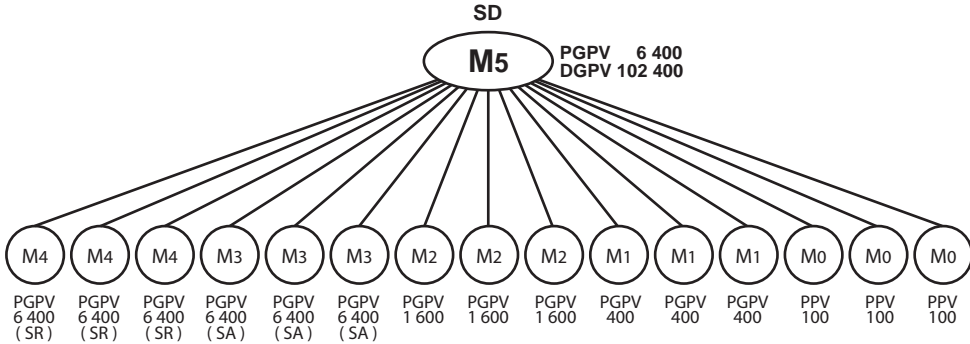 SD
M5
PGPV 6 400
DGPV 102 400
M4 M4 M4 M3 M3 M3 M2 M2 M2 M1 M1 M1 M0 M0 M0
PGPV PGPV PGPV PGPV PGPV PGPV PGPV PGPV PGPV PGPV PGPV PGPV PPV PPV PPV
6 400 6 400 6 400 6 400 6 400 6 400 1 600 1 600 1 600 400 400 400 100 100 100
( SR ) ( SR ) ( SR ) ( SA ) ( SA ) ( SA )